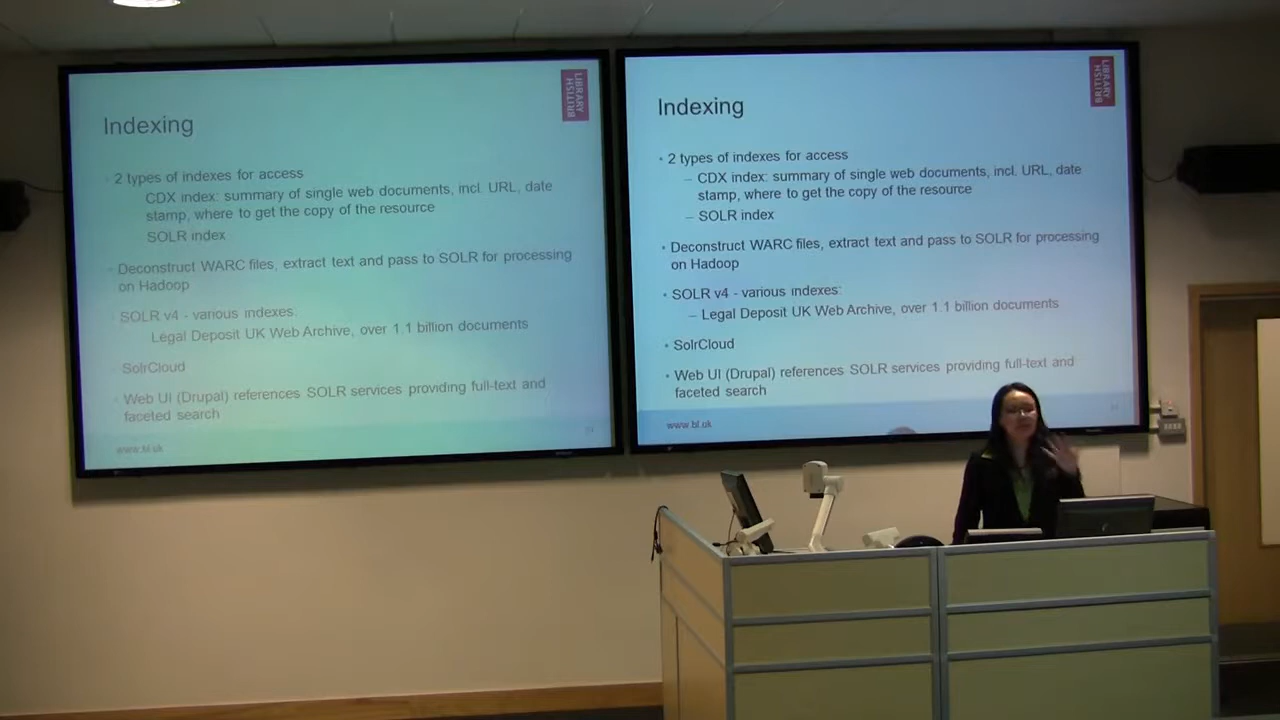 LIBRARY
BRITISH
Indexing
2 types of indexes for access
CDX index: summary of single web documents, incl. URL, date
stamp, where to get the copy of the resource
SOLR index
Deconstruct WARC files, extract text and pass to SOLR for processing
on Hadoop
SOLR v4 - various indexes:
Legal Deposit UK Web Archive, over 1.1 billion documents
SolrCloud
Web UI (Drupal) references SOLR services providing full-text and
faceted search
www.bl.uk
LIBRARY
BRITISH
Indexing
• 2 types of indexes for access
– CDX index: summary of single web documents, incl. URL, date
stamp, where to get the copy of the resource
– SOLR index
• Deconstruct WARC files, extract text and pass to SOLR for processing
on Hadoop
• SOLR v4 - various indexes:
– Legal Deposit UK Web Archive, over 1.1 billion documents
• SolrCloud
• Web UI (Drupal) references SOLR services providing full-text and
faceted search
www.bl.uk